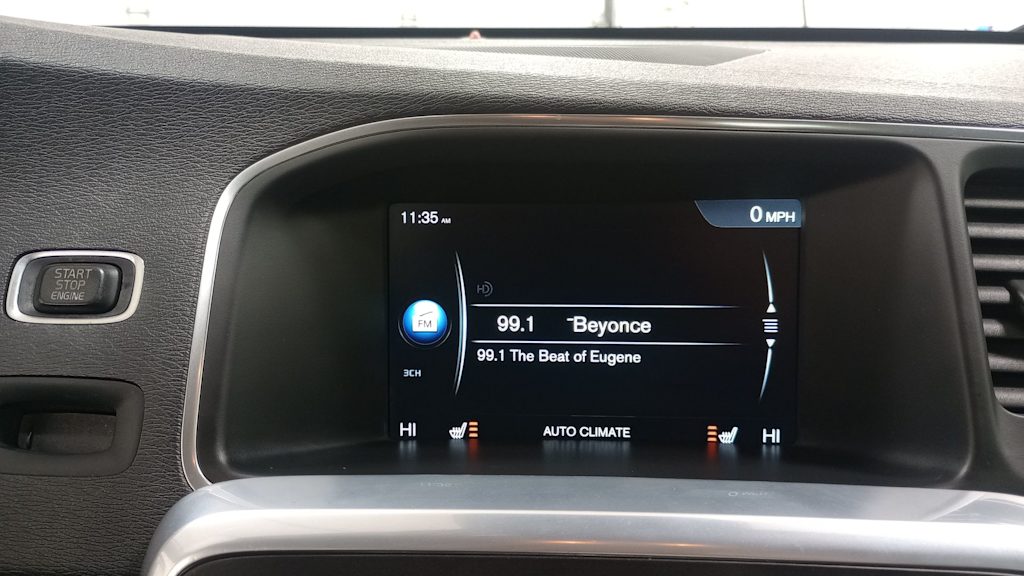 11:35 AM
0 MPH
START
STOP
ENGINE
HD
FM
99.1 -Beyonce
99.1 The Beat of Eugene
3CH
HI
AUTO CLIMATE
HI